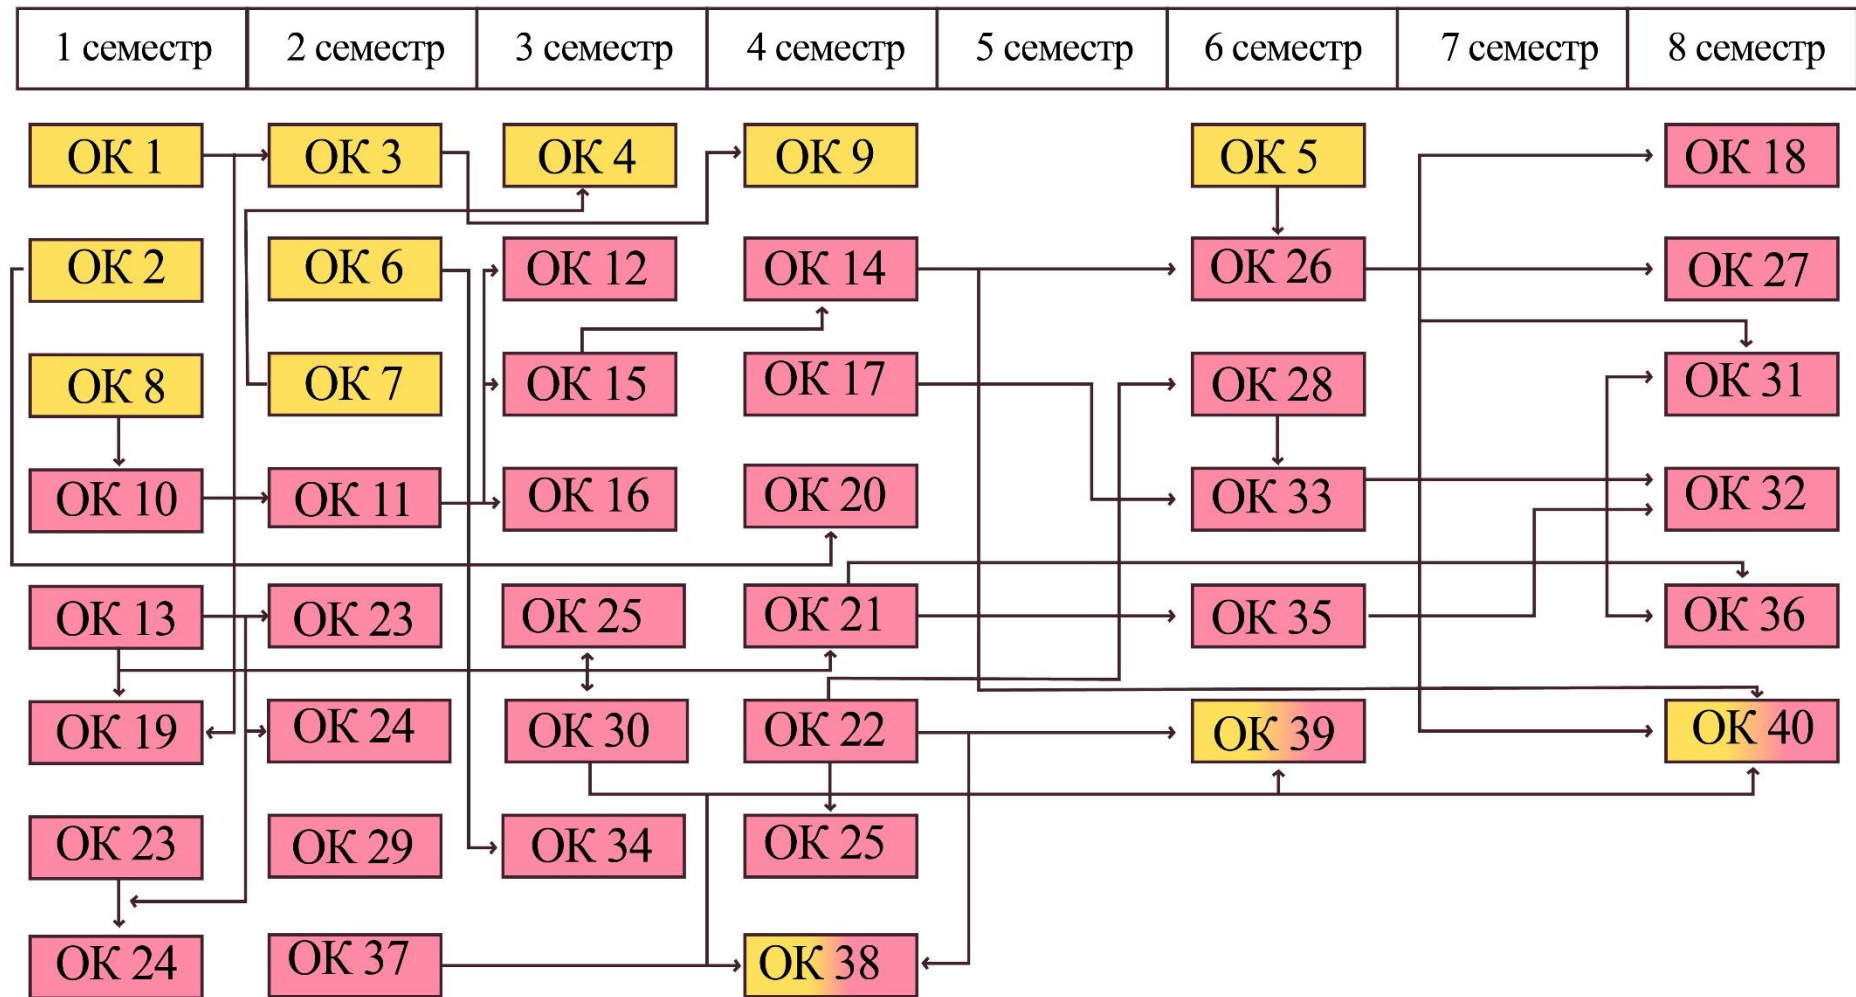 1 семестр 2 семестр 3 семестр 4 семестр 5 семестр 6 семестр 7 семестр 8 семестр
ОК 1 ОК 3 ОК 4 ОК 9 ОК 5 ОК 18
ОК 2 ОК 6 ОК 12 ОК 14 ОК 26 ОК 27
ОК 8 ОК 7 ОК 15 ОК 17 ОК 28 ОК 31
ОК 10 ОК 11 ОК 16 ОК 20 ОК 33 ОК 32
ОК 13 ОК 23 ОК 25 ОК 21 ОК 35 ОК 36
ОК 19 ОК 24 ОК 30 ОК 22 ОК 39 ОК 40
ОК 23 ОК 29 ОК 34 ОК 25
ОК 24 ОК 37 ОК 38